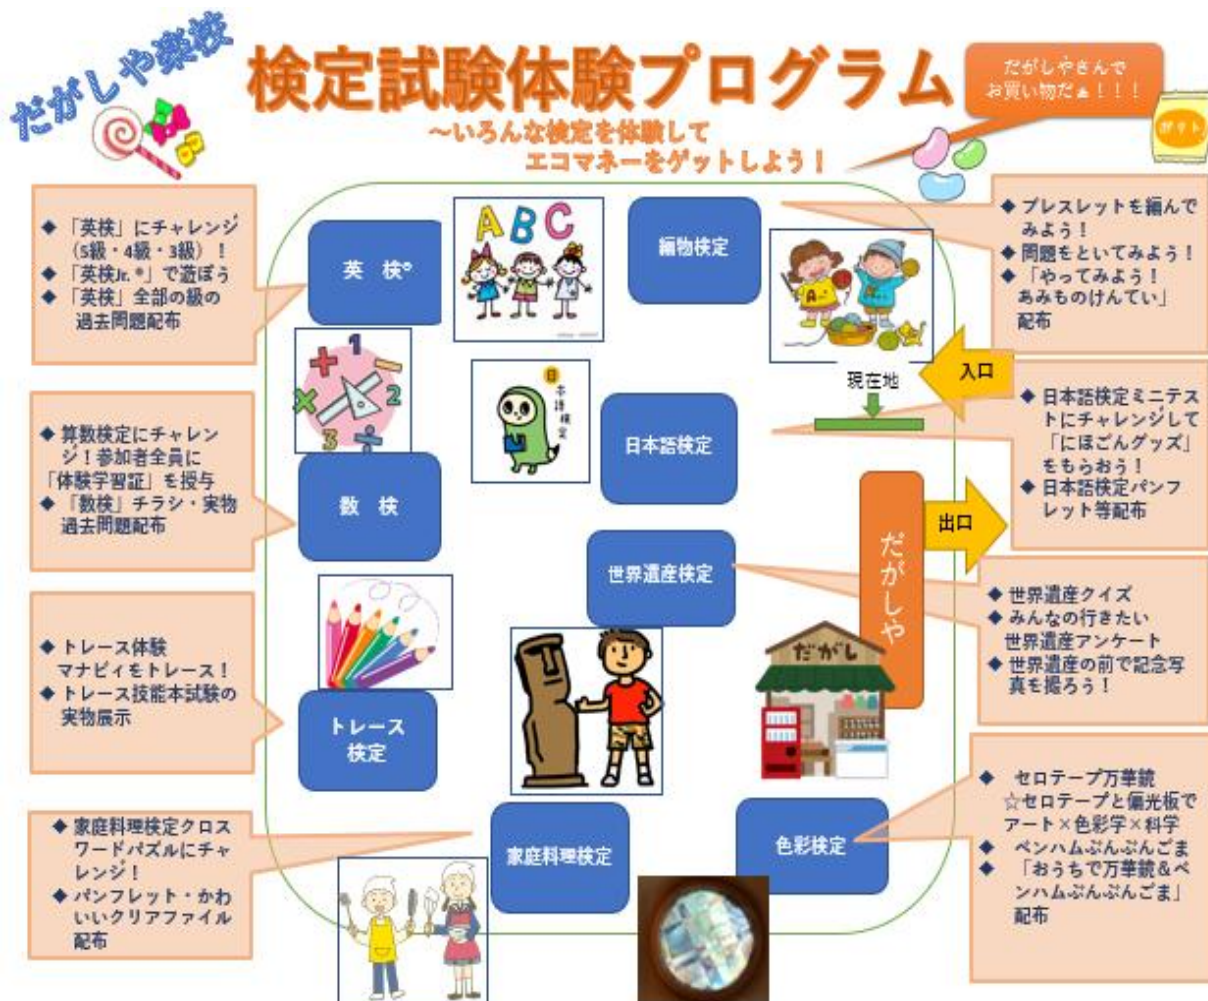 だがしや楽校
検定試験体験プログラム
～いろんな検定を体験して
エコマネーをゲットしよう！
だがしやさんで
お買い物だぁ！！！
ポテト
◆ 「英検」にチャレンジ
（5級・4級・3級）！
◆ 「英検Jr.®」で遊ぼう
◆ 「英検」全部の級の
過去問題配布
英 検®
ABC
編物検定
◆ ブレスレットを編んで
みよう！
◆ 問題をといてみよう！
◆ 「やってみよう！
あみものけんてい」
配布
入口
現在地
◆ 算数検定にチャレン
ジ！参加者全員に
「体験学習証」を授与
◆ 「数検」チラシ・実物
過去問題配布
1
2
3
数 検
日本語検定
日本語検定
◆ 日本語検定ミニテス
トにチャレンジして
「にほごんグッズ」
をもらおう！
◆ 日本語検定パンフ
レット等配布
出口
だがしや
だがし
世界遺産検定
◆ 世界遺産クイズ
◆ みんなの行きたい
世界遺産アンケート
◆ 世界遺産の前で記念写
真を撮ろう！
◆ トレース体験
マナビィをトレース！
◆ トレース技能本試験の
実物展示
トレース
検定
◆ 家庭料理検定クロス
ワードパズルにチャ
レンジ！
◆ パンフレット・かわ
いいクリアファイル
配布
家庭料理検定
色彩検定
◆ セロテープ万華鏡
☆セロテープと偏光板で
アート×色彩学×科学
◆ ベンハムぶんぶんごま
◆ 「おうちで万華鏡＆ベ
ンハムぶんぶんごま」
配布